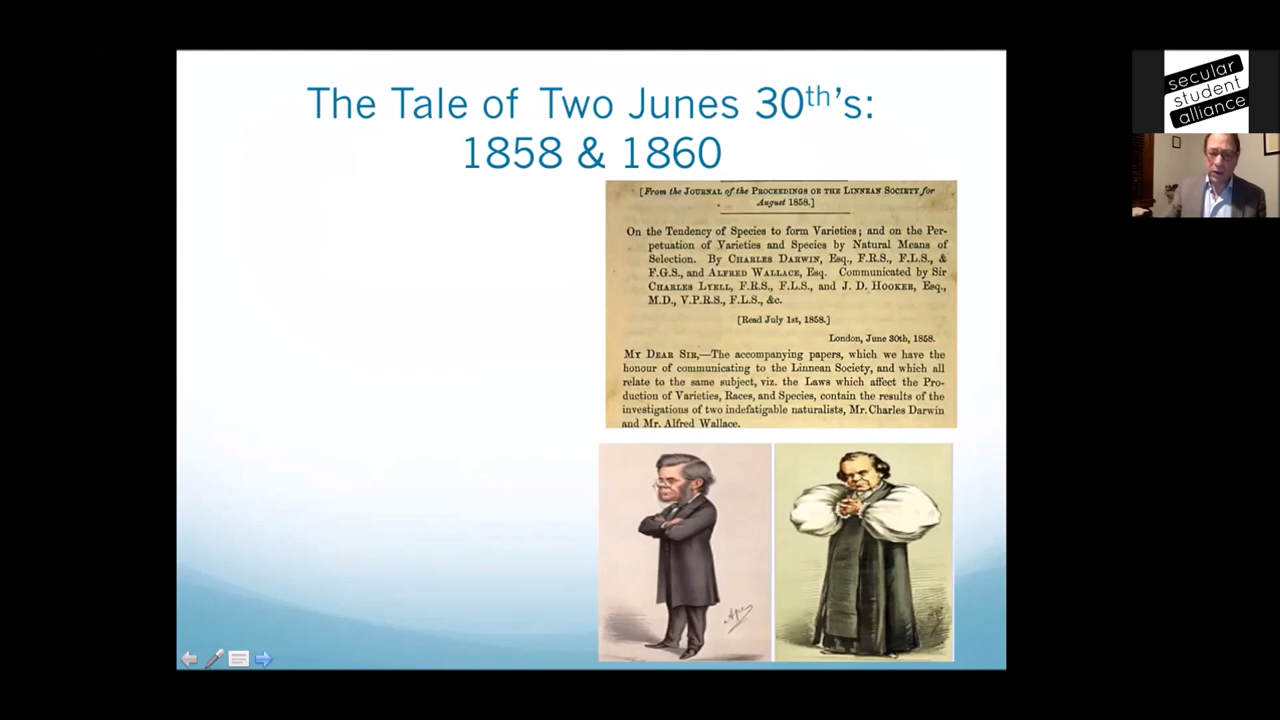 The Tale of Two Junes 30th's:
1858 & 1860
[From the JOURNAL of the PROCEEDINGS OF THE LINNEAN SOCIETY for
August 1858.]
On the Tendency of Species to form Varieties; and on the Per-
petuation of Varieties and Species by Natural Means of
Selection. By CHARLES DARWIN, Esq., F.R.S., F.L.S., &
F.G.S., and ALFRED WALLACE, Esq. Communicated by Sir
CHARLES LYELL, F.R.S., F.L.S., and J. D. HOOKER, Esq.,
M.D., V.P.R.S., F.L.S., &c.
[Read July 1st, 1858.]
London, June 30th, 1858.
MY DEAR SIR,—The accompanying papers, which we have the
honour of communicating to the Linnean Society, and which all
relate to the same subject, viz. the Laws which affect the Pro-
duction of Varieties, Races, and Species, contain the results of the
investigations of two indefatigable naturalists, Mr. Charles Darwin
and Mr. Alfred Wallace.
Ape
secular
student
alliance